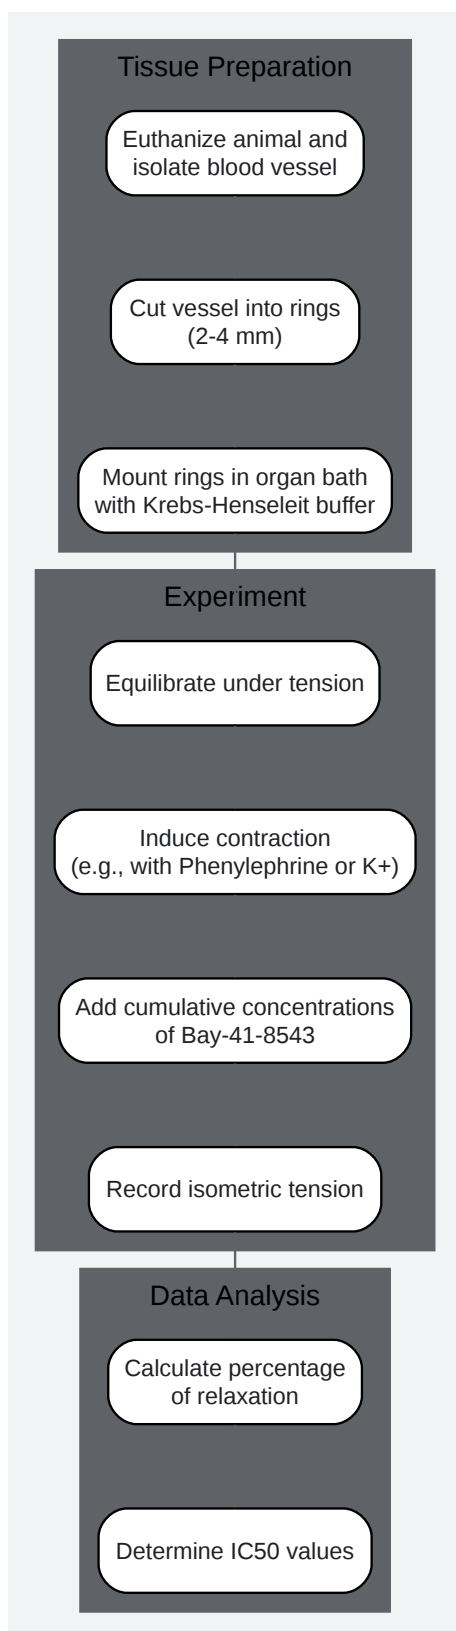 Tissue Preparation
Euthanize animal and
isolate blood vessel
Cut vessel into rings
(2-4 mm)
Mount rings in organ bath
with Krebs-Henseleit buffer
Experiment
Equilibrate under tension
Induce contraction
(e.g., with Phenylephrine or K+)
Add cumulative concentrations
of Bay-41-8543
Record isometric tension
Data Analysis
Calculate percentage
of relaxation
Determine IC50 values